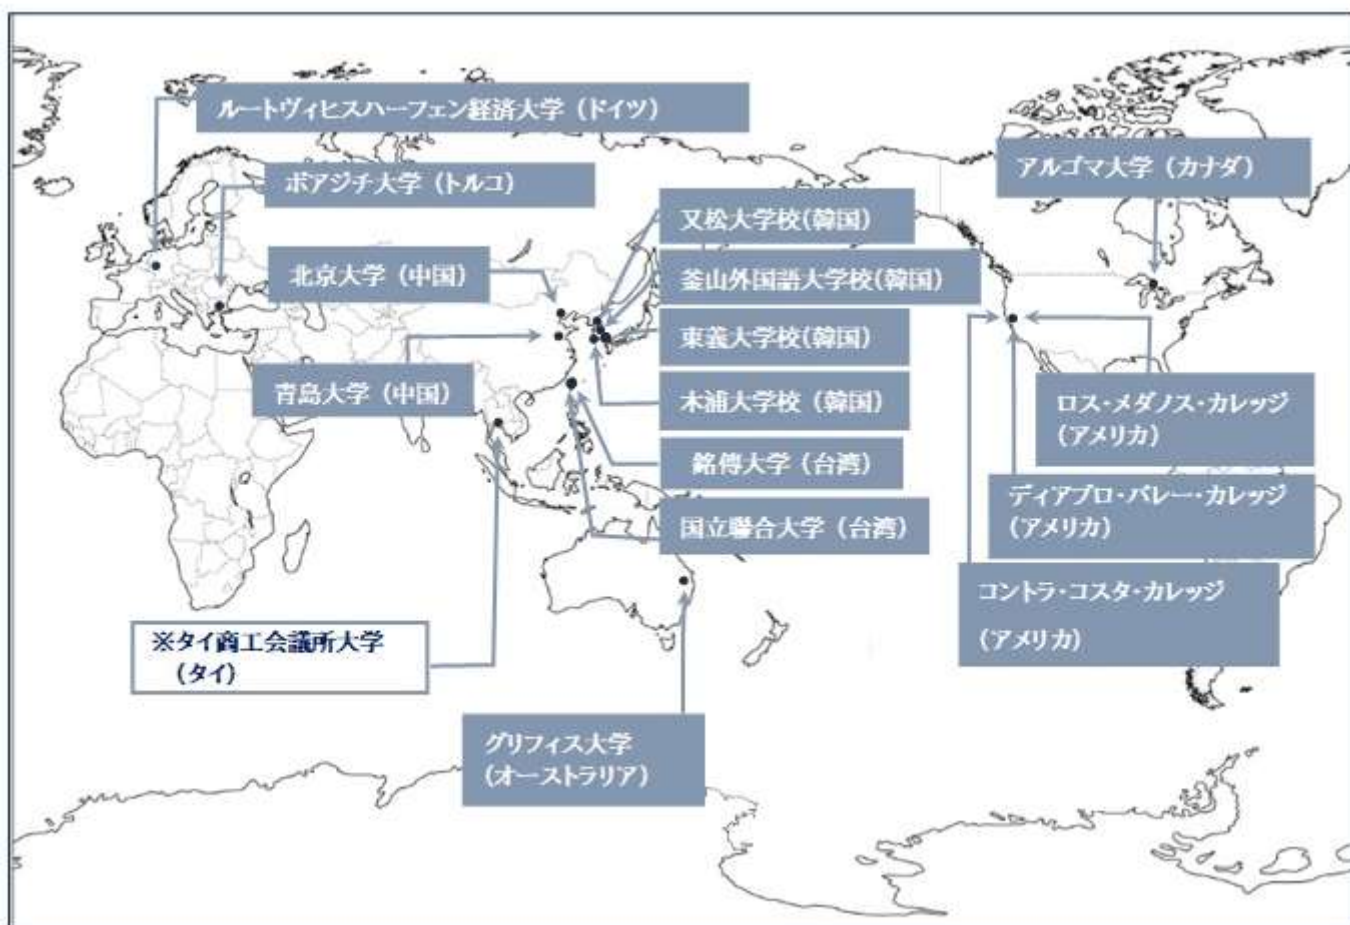 ルートヴィヒスハーフェン経済大学（ドイツ）
ボアジチ大学（トルコ）
北京大学（中国）
青島大学（中国）
又松大学校(韓国)
釜山外国語大学校(韓国)
東義大学校(韓国)
木浦大学校（韓国）
銘傳大学（台湾）
国立聯合大学（台湾）
アルゴマ大学（カナダ）
ロス・メダノス・カレッジ
(アメリカ)
ディアブロ・バレー・カレッジ
(アメリカ)
コントラ・コスタ・カレッジ
(アメリカ)
※タイ商工会議所大学
（タイ）
グリフィス大学
(オーストラリア)